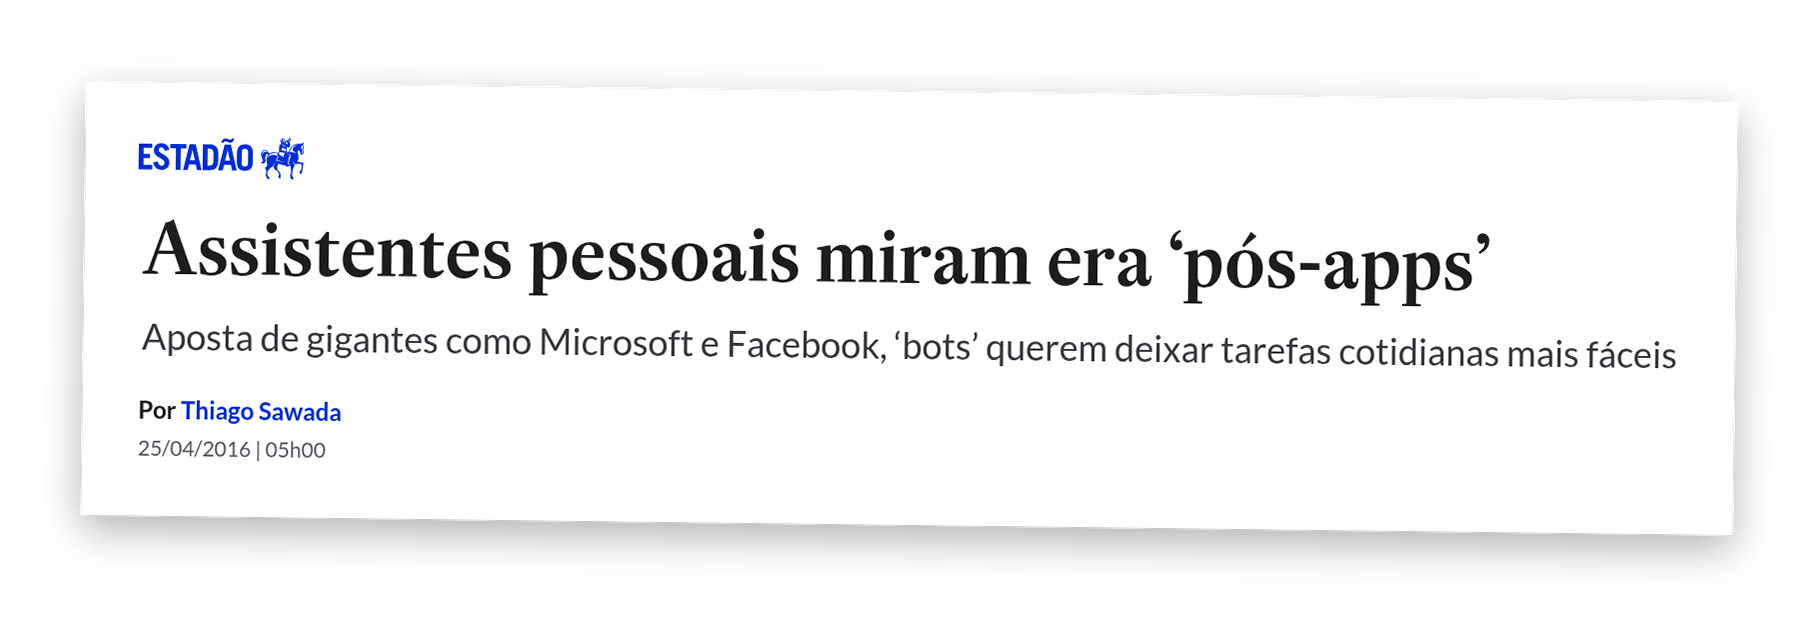 ESTADÃO
Assistentes pessoais miram era ‘pós-apps’
Aposta de gigantes como Microsoft e Facebook, ‘bots’ querem deixar tarefas cotidianas mais fáceis
Por Thiago Sawada
25/04/2016 | 05h00